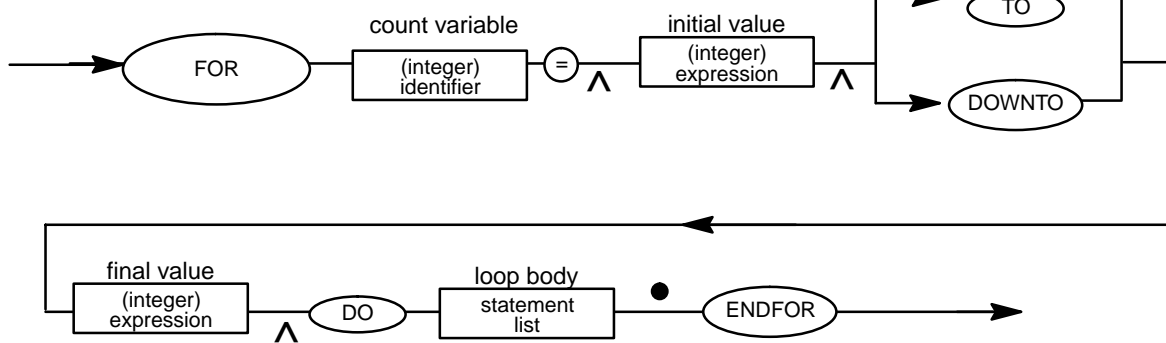 count variable
initial value
TO
FOR
(integer)
identifier
=
(integer)
expression
DOWNTO
final value
(integer)
expression
DO
loop body
statement
list
ENDFOR